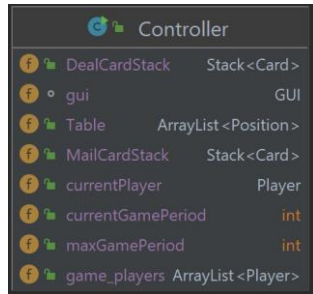 Controller
DealCardStack Stack<Card>
gui GUI
Table ArrayList<Position>
MailCardStack Stack<Card>
currentPlayer Player
currentGamePeriod int
maxGamePeriod int
game_players ArrayList<Player>